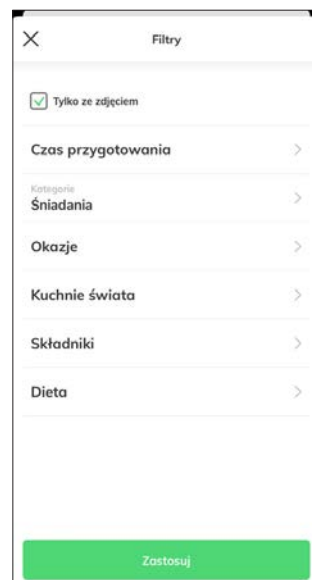 Filtry
Tylko ze zdjęciem
Czas przygotowania
Kategorie
Śniadania
Okazje
Kuchnie świata
Składniki
Dieta
Zastosuj